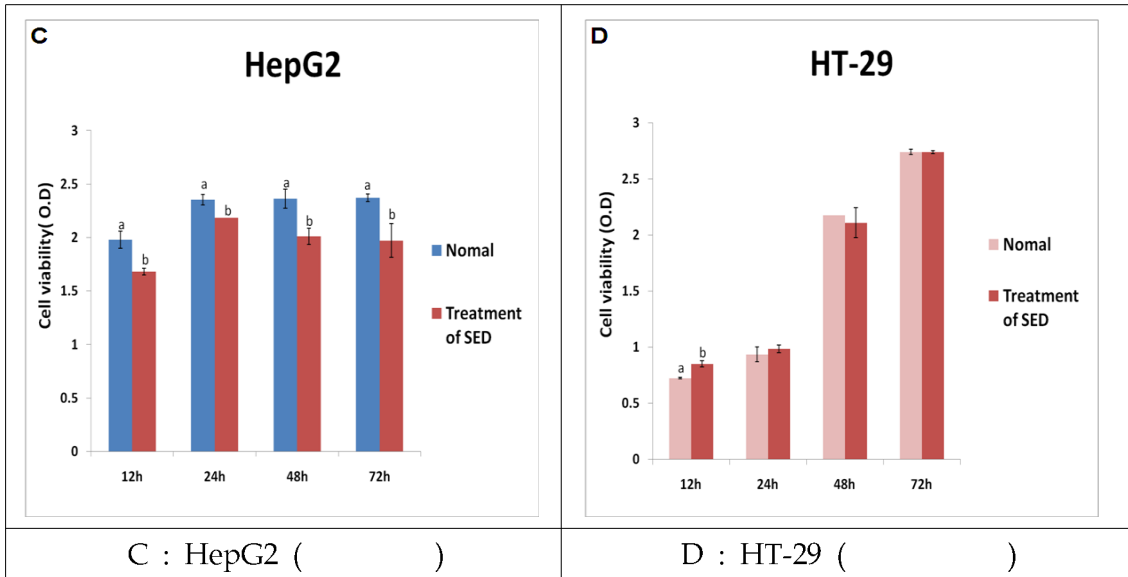 C
HepG2
Cell viability( O.D)
3
2.5
2
1.5
1
0.5
0
a
b
a
b
a
b
a
b
12h
24h
48h
72h
Nomal
Treatment
of SED
D
HT-29
Cell viability (O.D)
3
2.5
2
1.5
1
0.5
0
a
b
12h
24h
48h
72h
Nomal
Treatment
of SED
C : HepG2 ( )
D : HT-29 ( )